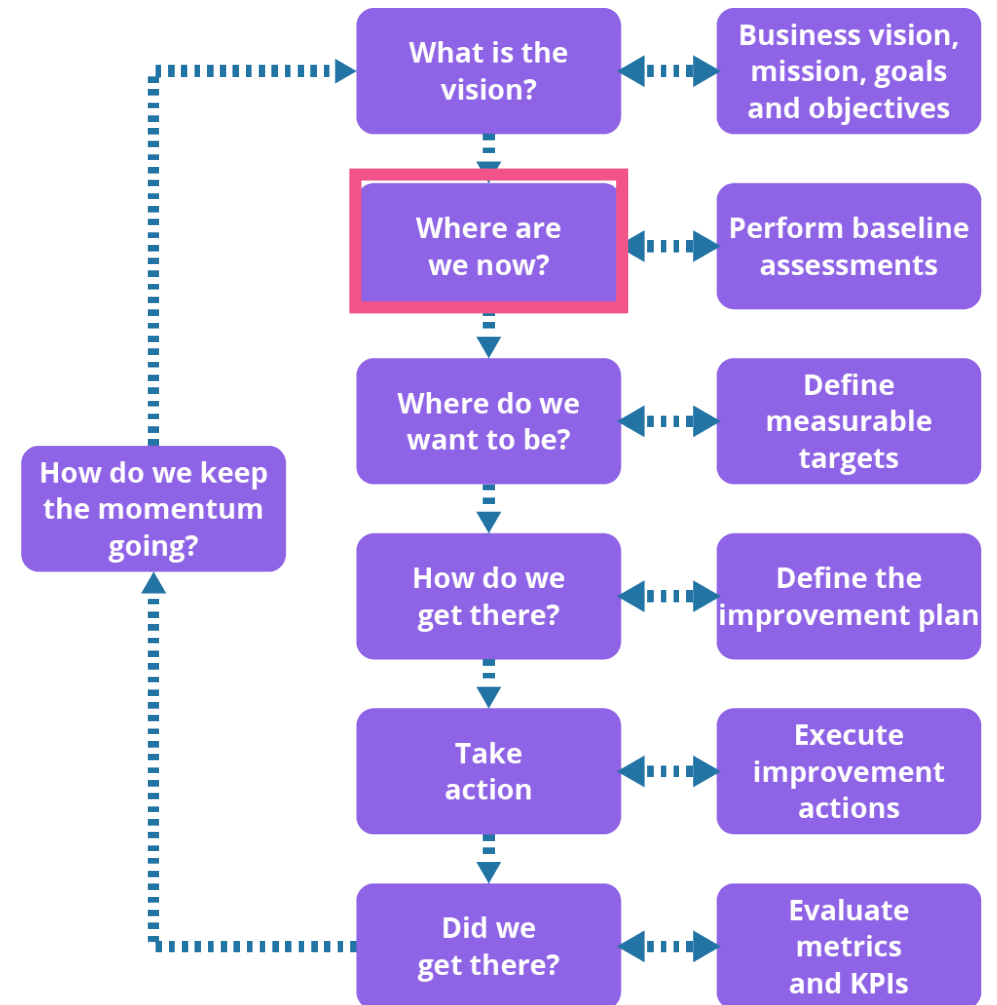 What is the
vision?
Business vision,
mission, goals
and objectives
Where are
we now?
Perform baseline
assessments
Where do we
want to be?
Define
measurable
targets
How do we keep
the momentum
going?
How do we
get there?
Define the
improvement plan
Take
action
Execute
improvement
actions
Did we
get there?
Evaluate
metrics
and KPIs